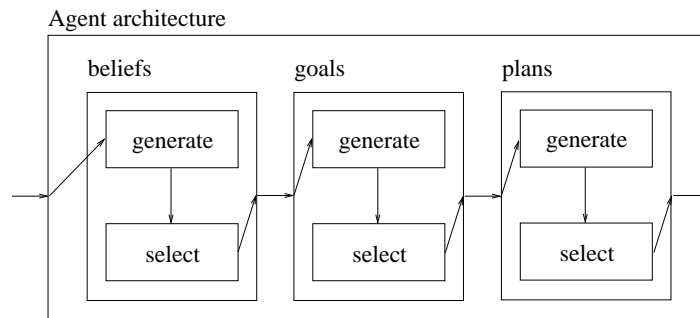 Agent architecture
beliefs
goals
plans
generate
generate
generate
select
select
select